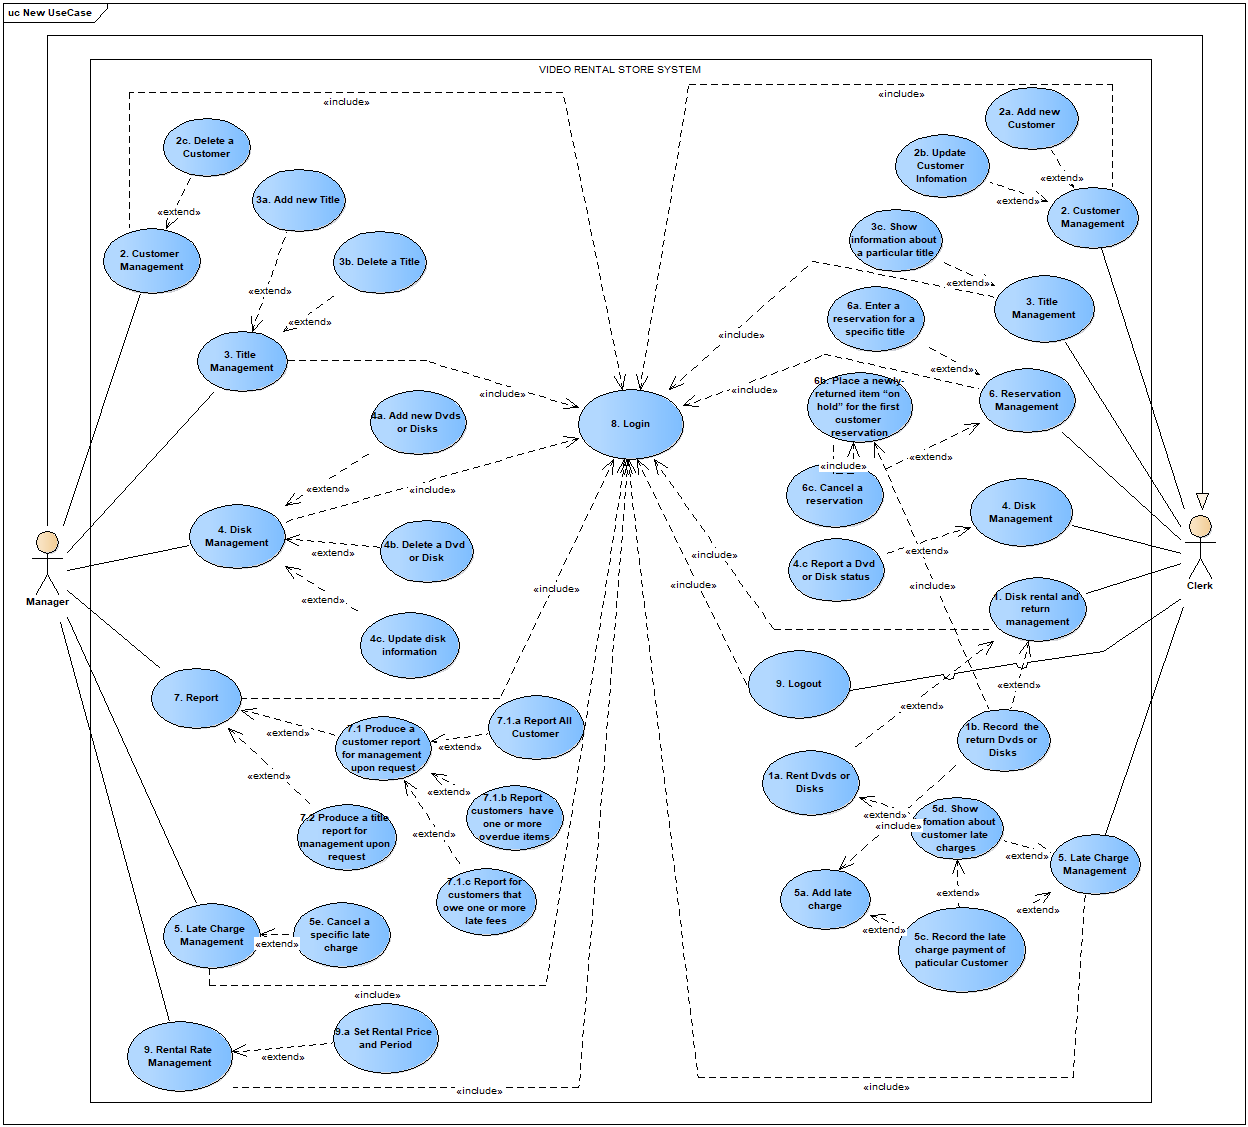 uc New UseCase
VIDEO RENTAL STORE SYSTEM
«include»
«include»
2c. Delete a
Customer
2a. Add new
Customer
2b. Update
Customer
Infomation
«extend»
«extend»
«extend»
3a. Add new Title
2. Customer
Management
2. Customer
Management
3c. Show
information about
a particular title
3b. Delete a Title
«extend»
«extend»
«extend»
6a. Enter a
reservation for a
specific title
3. Title
Management
«include»
3. Title
Management
«extend»
«include»
«include»
6b. Place a newly-
returned item “on
hold” for the first
customer
reservation
6. Reservation
Management
4a. Add new Dvds
or Disks
8. Login
«extend»
«include»
«extend»
«include»
6c. Cancel a
reservation
4. Disk
Management
4. Disk
Management
«extend»
4b. Delete a Dvd
or Disk
«include»
«extend»
4.c Report a Dvd
or Disk status
«include»
«include»
«include»
Manager
Clerk
«extend»
1. Disk rental and
return
management
4c. Update disk
information
7. Report
9. Logout
«extend»
«extend»
7.1 Produce a
customer report
for management
upon request
«extend»
7.1.a Report All
Customer
«extend»
1b. Record  the
return Dvds or
Disks
«extend»
«extend»
1a. Rent Dvds or
Disks
7.2 Produce a title
report for
management upon
request
7.1.b Report
customers  have
one or more
overdue items
«extend»
«extend»
«include»
5d. Show
fomation about
customer late
charges
«extend»
5. Late Charge
Management
7.1.c Report for
customers that
owe one or more
late fees
5a. Add late
charge
«extend»
«extend»
«extend»
5. Late Charge
Management
«extend»
5e. Cancel a
specific late
charge
5c. Record the late
charge payment of
paticular Customer
«include»
9. Rental Rate
Management
«extend»
9.a Set Rental Price
and Period
«include»
«include»